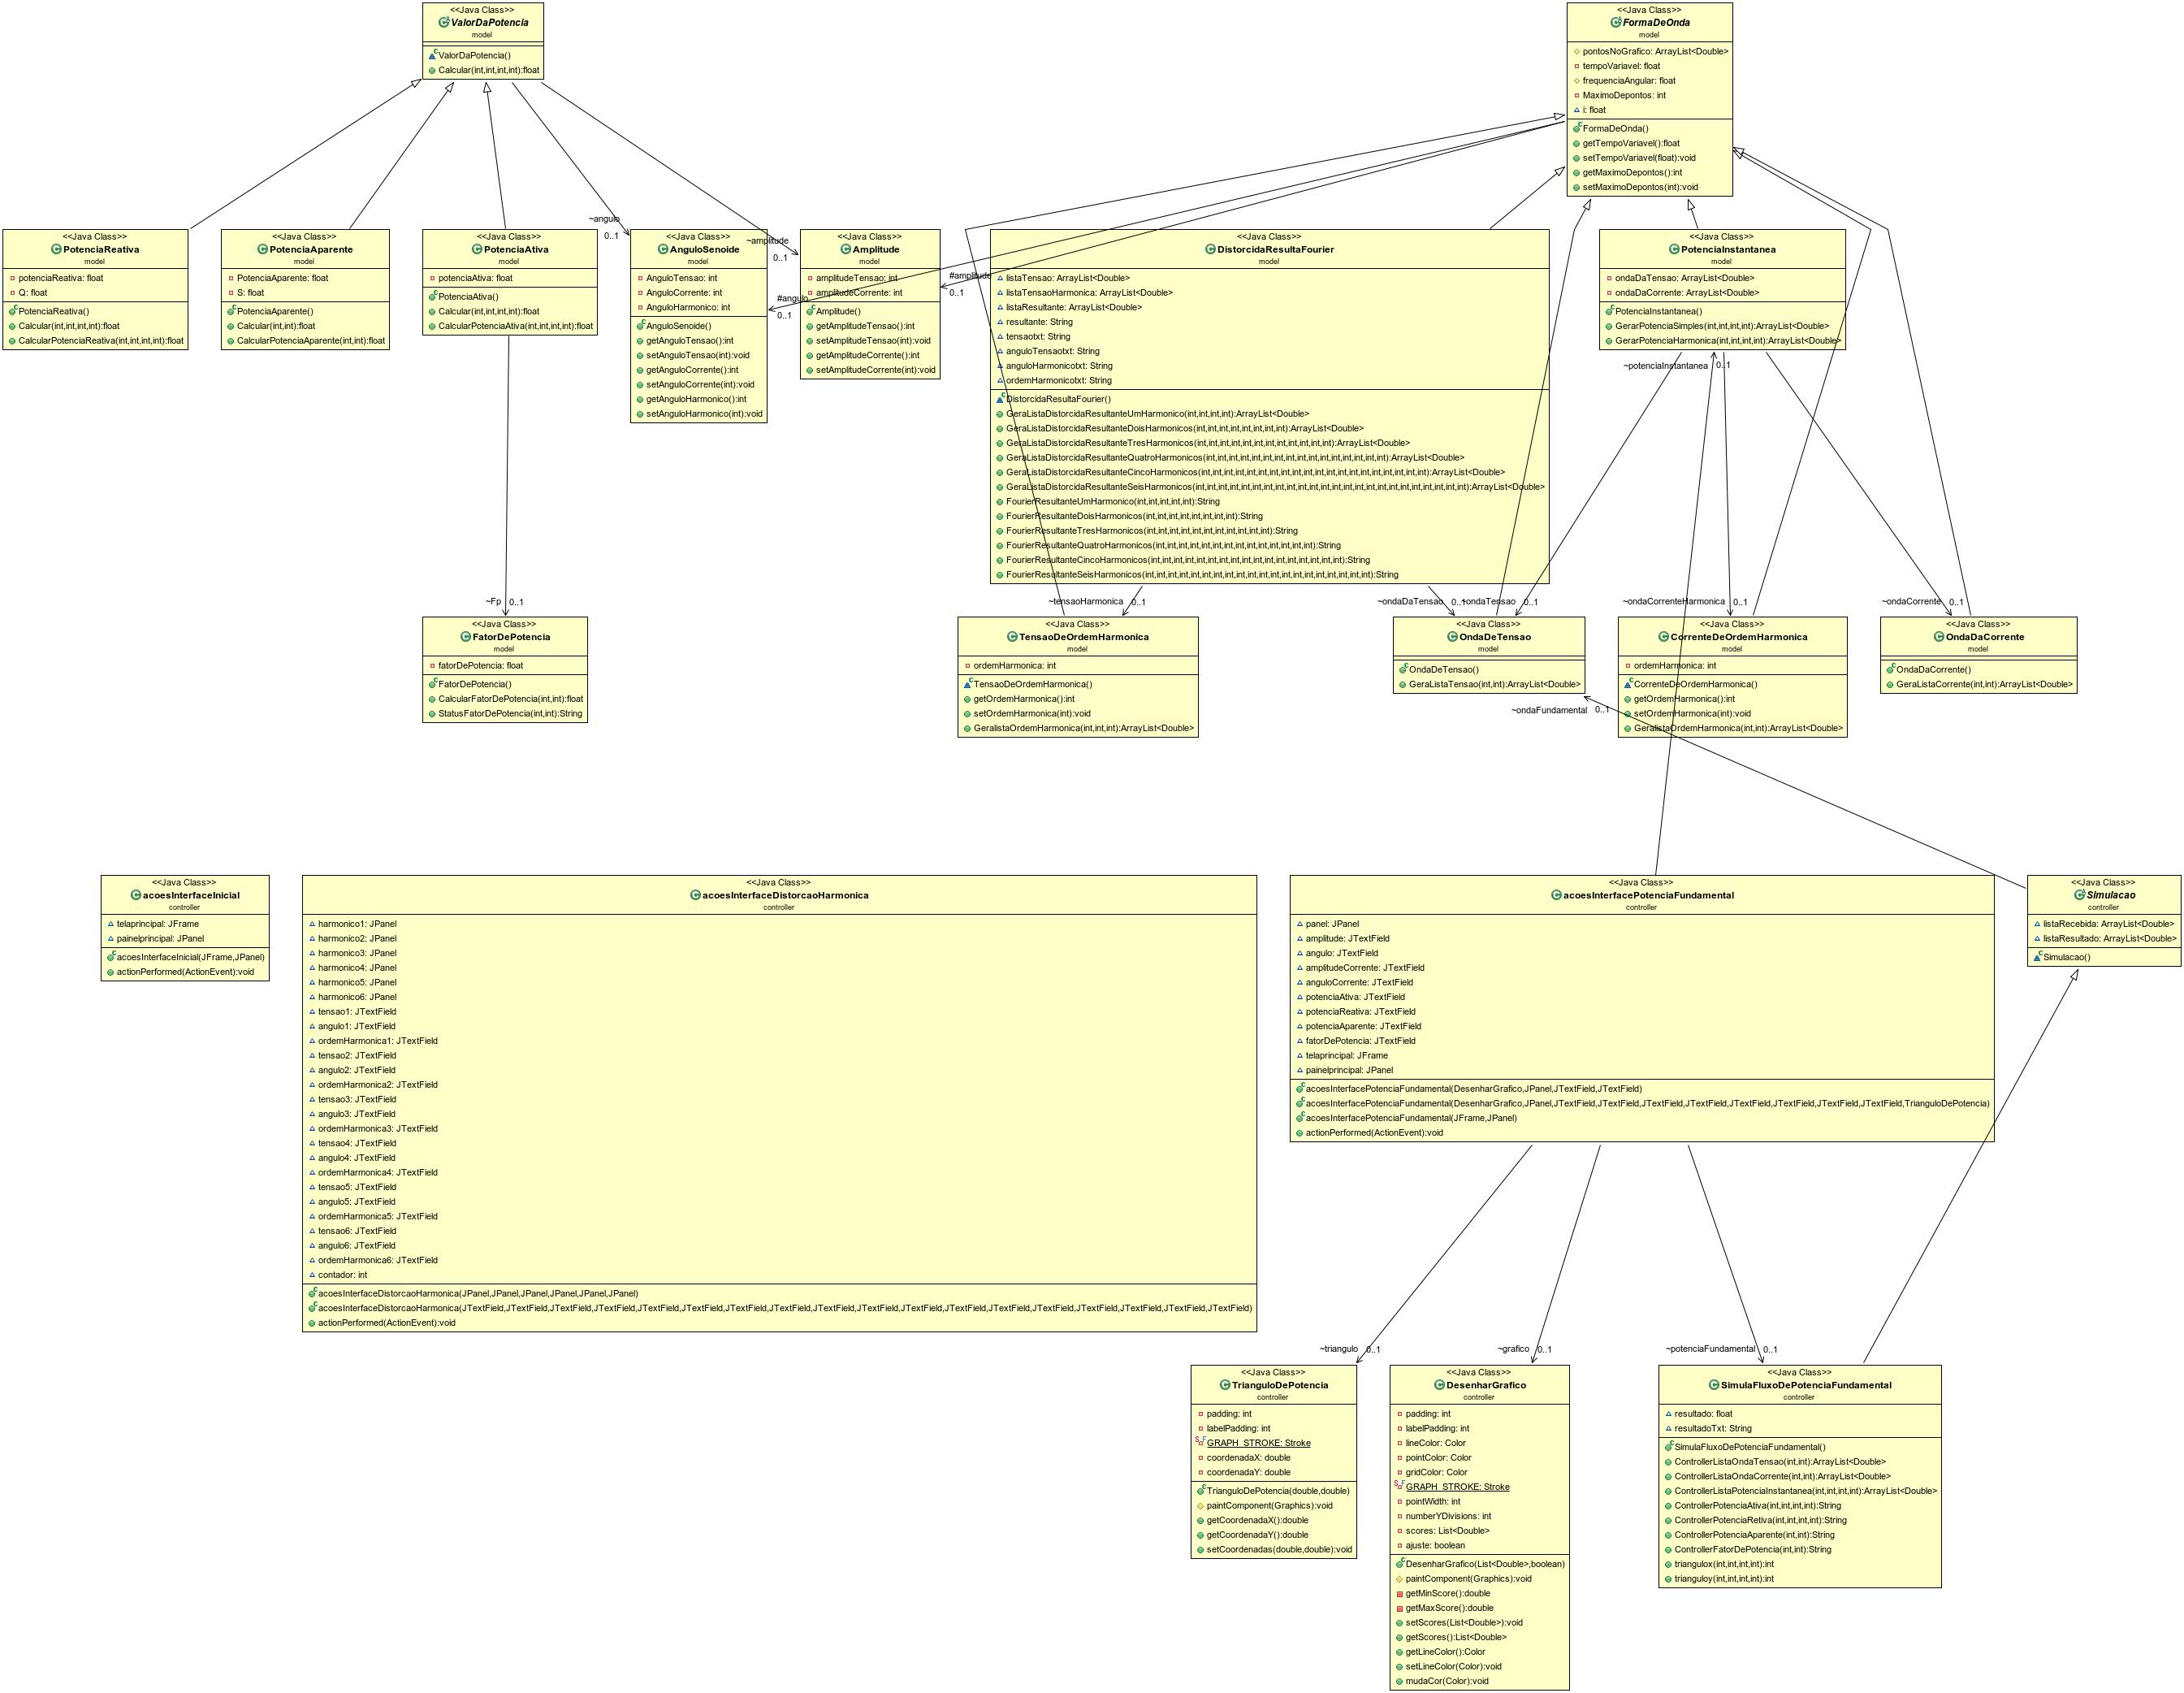 <<Java Class>>
ValorDaPotencia
model
ValorDaPotencia()
Calcular(int,int,int,int):float
<<Java Class>>
FormaDeOnda
model
pontosNoGrafico: ArrayList<Double>
tempoVariavel: float
frequenciaAngular: float
MaximoDepontos: int
i: float
FormaDeOnda()
getTempoVariavel():float
setTempoVariavel(float):void
getMaximoDepontos():int
setMaximoDepontos(int):void
<<Java Class>>
PotenciaReativa
model
potenciaReativa: float
Q: float
PotenciaReativa()
Calcular(int,int,int,int):float
CalcularPotenciaReativa(int,int,int,int):float
<<Java Class>>
PotenciaAparente
model
PotenciaAparente: float
S: float
PotenciaAparente()
Calcular(int,int):float
CalcularPotenciaAparente(int,int):float
<<Java Class>>
PotenciaAtiva
model
potenciaAtiva: float
PotenciaAtiva()
Calcular(int,int,int,int):float
CalcularPotenciaAtiva(int,int,int,int):float
~angulo
0..1
<<Java Class>>
AnguloSenoide
model
AnguloTensao: int
AnguloCorrente: int
AnguloHarmonico: int
AnguloSenoide()
getAnguloTensao():int
setAnguloTensao(int):void
getAnguloCorrente():int
setAnguloCorrente(int):void
getAnguloHarmonico():int
setAnguloHarmonico(int):void
~amplitude
0..1
#angulo
0..1
<<Java Class>>
Amplitude
model
amplitudeTensao: int
amplitudeCorrente: int
Amplitude()
getAmplitudeTensao():int
setAmplitudeTensao(int):void
getAmplitudeCorrente():int
setAmplitudeCorrente(int):void
#amplitude
0..1
<<Java Class>>
DistorcidaResultaFourier
model
listaTensao: ArrayList<Double>
listaTensaoHarmonica: ArrayList<Double>
listaResultante: ArrayList<Double>
resultante: String
tensaotxt: String
anguloTensaotxt: String
anguloHarmonicotxt: String
ordemHarmonicotxt: String
DistorcidaResultaFourier()
GeraListaDistorcidaResultanteUmHarmonico(int,int,int,int):ArrayList<Double>
GeraListaDistorcidaResultanteDoisHarmonicos(int,int,int,int,int,int,int,int):ArrayList<Double>
GeraListaDistorcidaResultanteTresHarmonicos(int,int,int,int,int,int,int,int,int,int,int,int):ArrayList<Double>
GeraListaDistorcidaResultanteQuatroHarmonicos(int,int,int,int,int,int,int,int,int,int,int,int,int,int,int,int):ArrayList<Double>
GeraListaDistorcidaResultanteCincoHarmonicos(int,int,int,int,int,int,int,int,int,int,int,int,int,int,int,int,int,int,int,int):ArrayList<Double>
GeraListaDistorcidaResultanteSeisHarmonicos(int,int,int,int,int,int,int,int,int,int,int,int,int,int,int,int,int,int,int,int,int,int,int,int):ArrayList<Double>
FourierResultanteUmHarmonico(int,int,int,int,int):String
FourierResultanteDoisHarmonicos(int,int,int,int,int,int,int,int):String
FourierResultanteTresHarmonicos(int,int,int,int,int,int,int,int,int,int,int):String
FourierResultanteQuatroHarmonicos(int,int,int,int,int,int,int,int,int,int,int,int,int,int):String
FourierResultanteCincoHarmonicos(int,int,int,int,int,int,int,int,int,int,int,int,int,int,int,int,int):String
FourierResultanteSeisHarmonicos(int,int,int,int,int,int,int,int,int,int,int,int,int,int,int,int,int,int,int,int):String
<<Java Class>>
PotenciaInstantanea
model
ondaDaTensao: ArrayList<Double>
ondaDaCorrente: ArrayList<Double>
PotenciaInstantanea()
GerarPotenciaSimples(int,int,int,int):ArrayList<Double>
GerarPotenciaHarmonica(int,int,int,int):ArrayList<Double>
~potenciaInstantanea
0..1
~Fp
0..1
<<Java Class>>
FatorDePotencia
model
fatorDePotencia: float
FatorDePotencia()
CalcularFatorDePotencia(int,int):float
StatusFatorDePotencia(int,int):String
~tensaoHarmonica
0..1
<<Java Class>>
TensaoDeOrdemHarmonica
model
ordemHarmonica: int
TensaoDeOrdemHarmonica()
getOrdemHarmonica():int
setOrdemHarmonica(int):void
GeralistaOrdemHarmonica(int,int,int):ArrayList<Double>
~ondaDaTensao
0..1
~ondaTensao
0..1
<<Java Class>>
OndaDeTensao
model
OndaDeTensao()
GeraListaTensao(int,int):ArrayList<Double>
~ondaFundamental
0..1
~ondaCorrenteHarmonica
0..1
<<Java Class>>
CorrenteDeOrdemHarmonica
model
ordemHarmonica: int
CorrenteDeOrdemHarmonica()
getOrdemHarmonica():int
setOrdemHarmonica(int):void
GeralistaOrdemHarmonica(int,int):ArrayList<Double>
~ondaCorrente
0..1
<<Java Class>>
OndaDaCorrente
model
OndaDaCorrente()
GeraListaCorrente(int,int):ArrayList<Double>
<<Java Class>>
acoesInterfaceInicial
controller
telaprincipal: JFrame
painelprincipal: JPanel
acoesInterfaceInicial(JFrame,JPanel)
actionPerformed(ActionEvent):void
<<Java Class>>
acoesInterfaceDistorcaoHarmonica
controller
harmonico1: JPanel
harmonico2: JPanel
harmonico3: JPanel
harmonico4: JPanel
harmonico5: JPanel
harmonico6: JPanel
tensao1: JTextField
angulo1: JTextField
ordemHarmonica1: JTextField
tensao2: JTextField
angulo2: JTextField
ordemHarmonica2: JTextField
tensao3: JTextField
angulo3: JTextField
ordemHarmonica3: JTextField
tensao4: JTextField
angulo4: JTextField
ordemHarmonica4: JTextField
tensao5: JTextField
angulo5: JTextField
ordemHarmonica5: JTextField
tensao6: JTextField
angulo6: JTextField
ordemHarmonica6: JTextField
contador: int
acoesInterfaceDistorcaoHarmonica(JPanel,JPanel,JPanel,JPanel,JPanel,JPanel)
acoesInterfaceDistorcaoHarmonica(JTextField,JTextField,JTextField,JTextField,JTextField,JTextField,JTextField,JTextField,JTextField,JTextField,JTextField,JTextField,JTextField,JTextField,JTextField,JTextField,JTextField,JTextField)
actionPerformed(ActionEvent):void
<<Java Class>>
acoesInterfacePotenciaFundamental
controller
panel: JPanel
amplitude: JTextField
angulo: JTextField
amplitudeCorrente: JTextField
anguloCorrente: JTextField
potenciaAtiva: JTextField
potenciaReativa: JTextField
potenciaAparente: JTextField
fatorDePotencia: JTextField
telaprincipal: JFrame
painelprincipal: JPanel
acoesInterfacePotenciaFundamental(DesenharGrafico,JPanel,JTextField,JTextField)
acoesInterfacePotenciaFundamental(DesenharGrafico,JPanel,JTextField,JTextField,JTextField,JTextField,JTextField,JTextField,JTextField,JTextField,TrianguloDePotencia)
acoesInterfacePotenciaFundamental(JFrame,JPanel)
actionPerformed(ActionEvent):void
<<Java Class>>
Simulacao
controller
listaRecebida: ArrayList<Double>
listaResultado: ArrayList<Double>
Simulacao()
~triangulo
0..1
<<Java Class>>
TrianguloDePotencia
controller
padding: int
labelPadding: int
GRAPH_STROKE: Stroke
coordenadaX: double
coordenadaY: double
TrianguloDePotencia(double,double)
paintComponent(Graphics):void
getCoordenadaX():double
getCoordenadaY():double
setCoordenadas(double,double):void
~grafico
0..1
<<Java Class>>
DesenharGrafico
controller
padding: int
labelPadding: int
lineColor: Color
pointColor: Color
gridColor: Color
GRAPH_STROKE: Stroke
pointWidth: int
numberYDivisions: int
scores: List<Double>
ajuste: boolean
DesenharGrafico(List<Double>,boolean)
paintComponent(Graphics):void
getMinScore():double
getMaxScore():double
setScores(List<Double>):void
getScores():List<Double>
getLineColor():Color
setLineColor(Color):void
mudaCor(Color):void
~potenciaFundamental
0..1
<<Java Class>>
SimulaFluxoDePotenciaFundamental
controller
resultado: float
resultadoTxt: String
SimulaFluxoDePotenciaFundamental()
ControllerListaOndaTensao(int,int):ArrayList<Double>
ControllerListaOndaCorrente(int,int):ArrayList<Double>
ControllerListaPotenciaInstantanea(int,int,int,int):ArrayList<Double>
ControllerPotenciaAtiva(int,int,int,int):String
ControllerPotenciaRetiva(int,int,int,int):String
ControllerPotenciaAparente(int,int):String
ControllerFatorDePotencia(int,int):String
triangulox(int,int,int,int):int
trianguloy(int,int,int,int):int